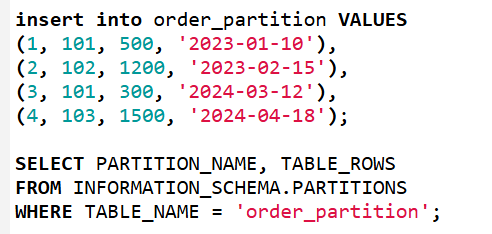 insert into order_partition VALUES
(1, 101, 500, '2023-01-10'),
(2, 102, 1200, '2023-02-15'),
(3, 101, 300, '2024-03-12'),
(4, 103, 1500, '2024-04-18');
SELECT PARTITION_NAME, TABLE_ROWS
FROM INFORMATION_SCHEMA.PARTITIONS
WHERE TABLE_NAME = 'order_partition';